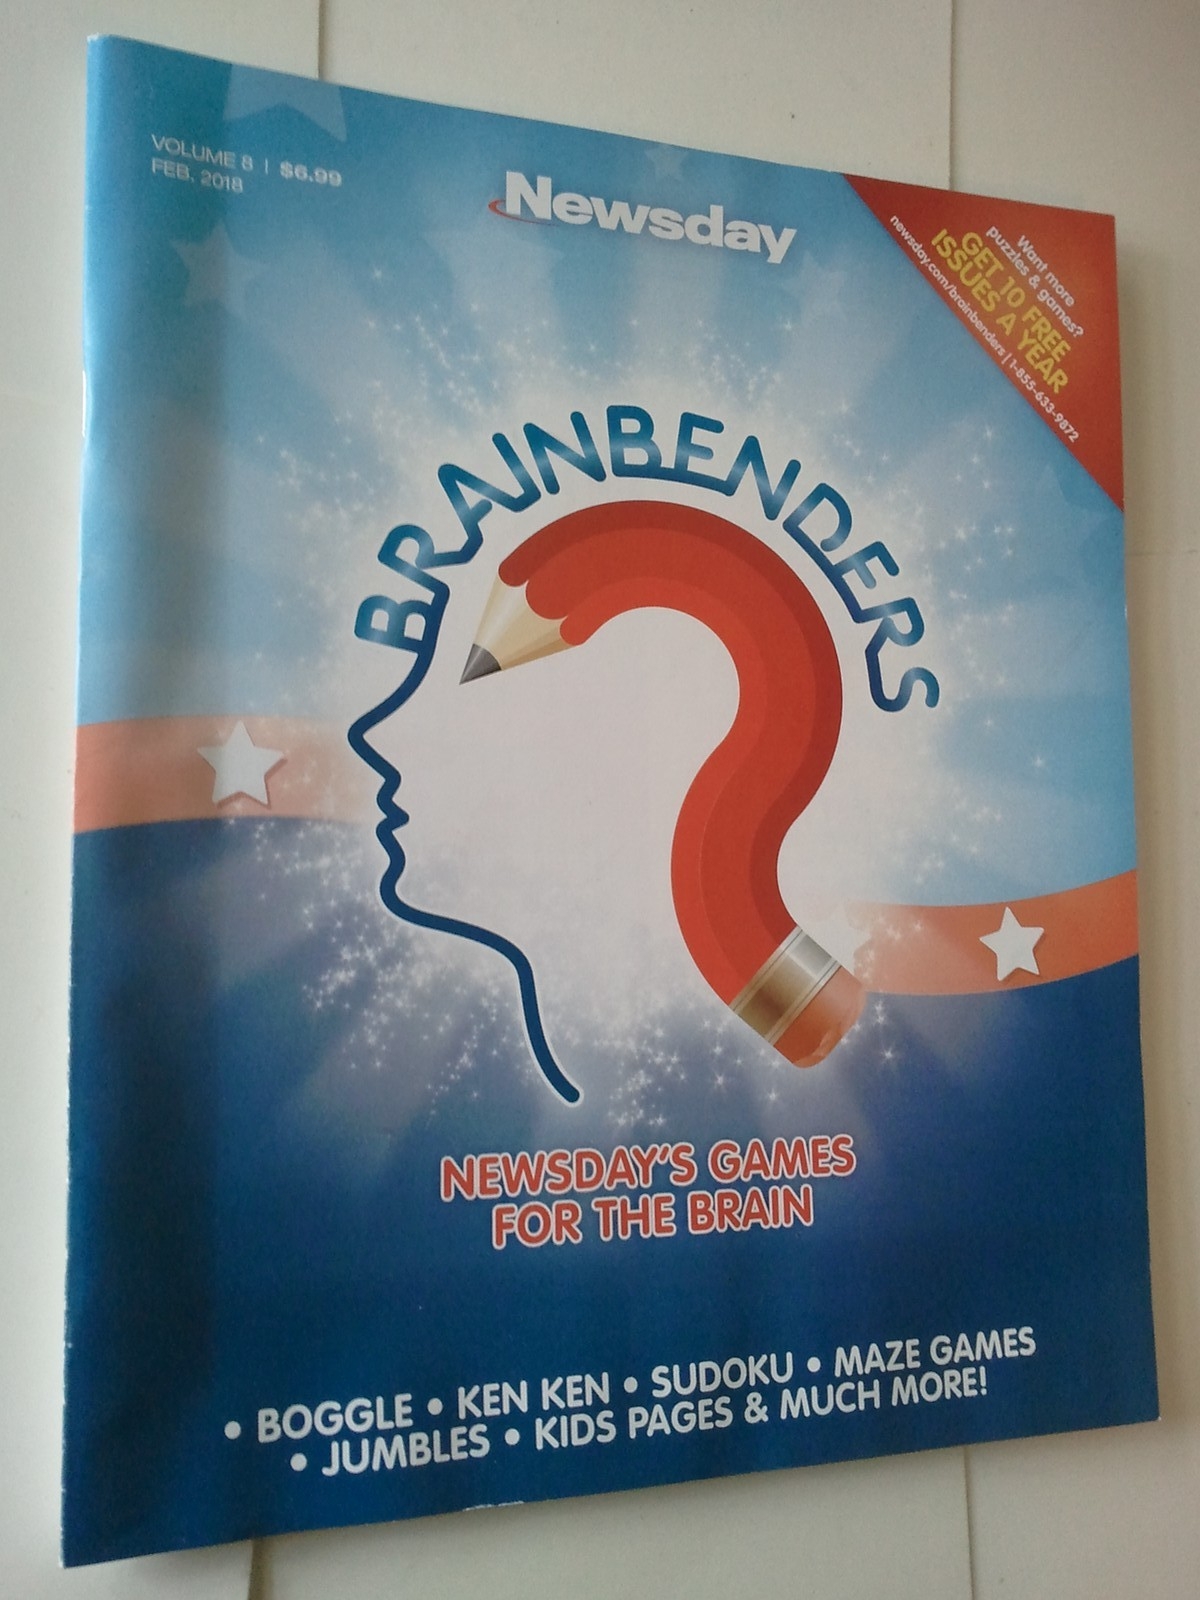 VOLUME 8 | $6.99
FEB. 2018
Newsday
Want more
puzzles & games?
GET 10 FREE
ISSUES A YEAR
newsday.com/brainbenders | 1-855-633-9872
BRAINBENDERS
NEWSDAY'S GAMES
FOR THE BRAIN
• BOGGLE • KEN KEN • SUDOKU • MAZE GAMES
• JUMBLES • KIDS PAGES & MUCH MORE!